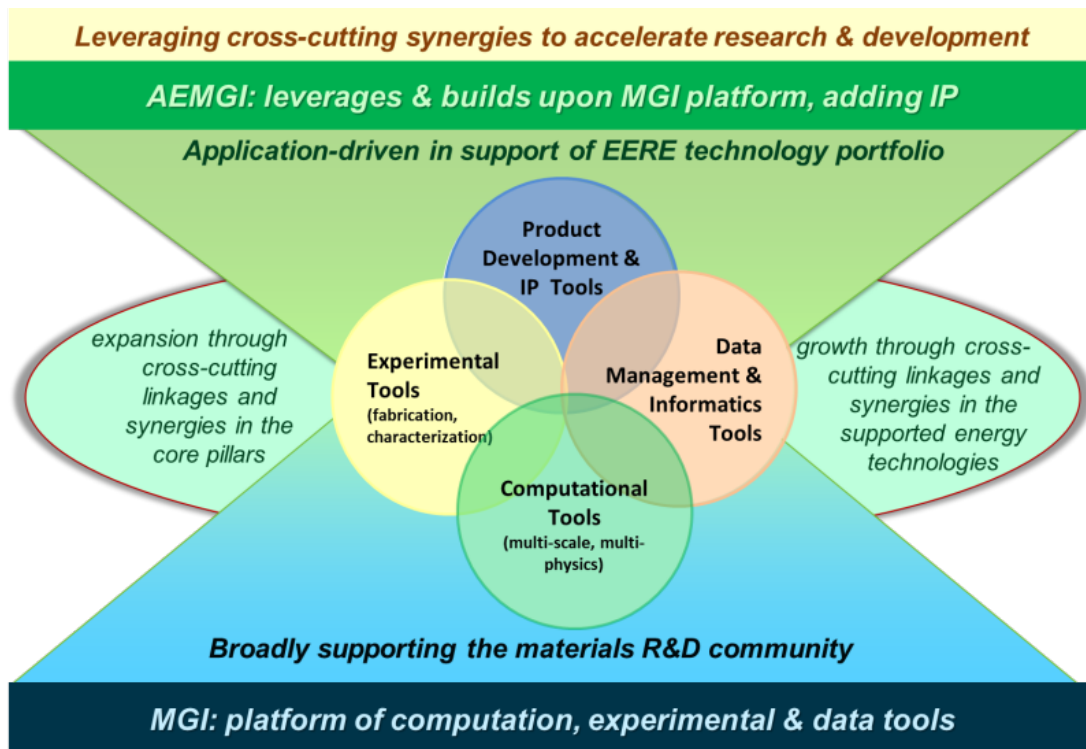 Leveraging cross-cutting synergies to accelerate research & development
AEMGI: leverages & builds upon MGI platform, adding IP
Application-driven in support of EERE technology portfolio
Product
Development &
IP Tools
expansion through
cross-cutting
linkages and
synergies in the
core pillars
Experimental
Tools
(fabrication,
characterization)
Data
Management &
Informatics
Tools
growth through cross-
cutting linkages and
synergies in the
supported energy
technologies
Computational
Tools
(multi-scale, multi-
physics)
Broadly supporting the materials R&D community
MGI: platform of computation, experimental & data tools